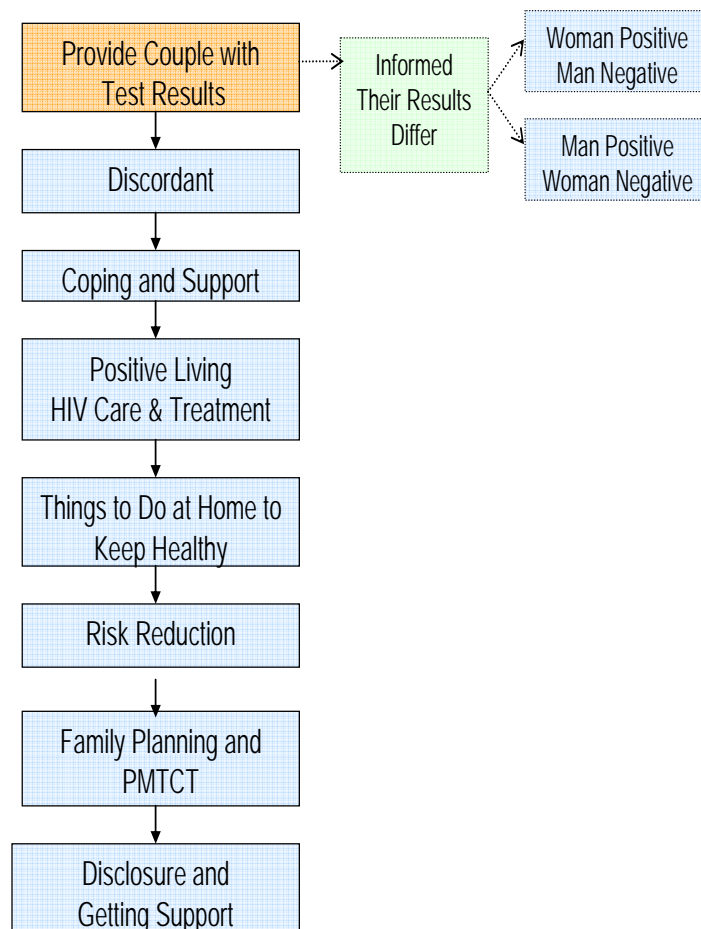 Provide Couple with
Test Results
Informed
Their Results
Differ
Woman Positive
Man Negative
Man Positive
Woman Negative
Discordant
Coping and Support
Positive Living
HIV Care & Treatment
Things to Do at Home to
Keep Healthy
Risk Reduction
Family Planning and
PMTCT
Disclosure and
Getting Support